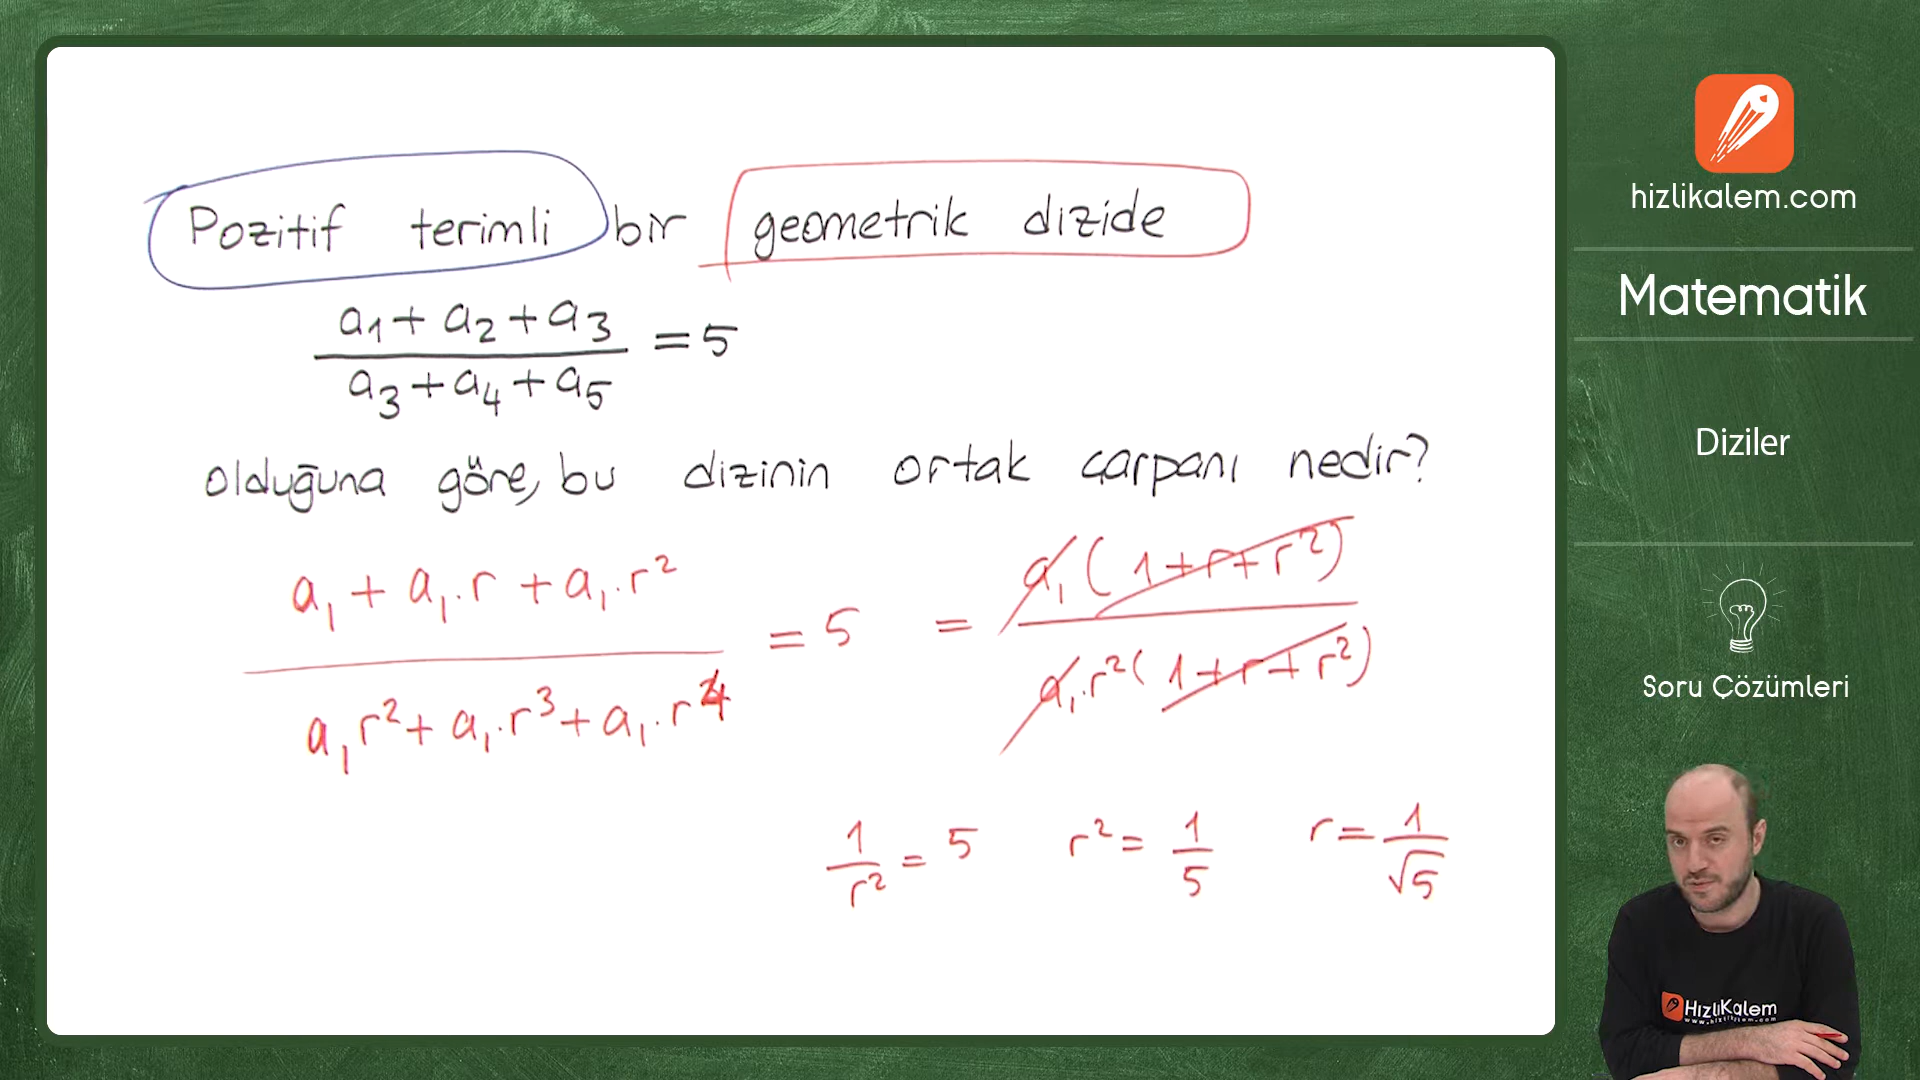 Pozitif terimli bir geometrik dizide
a₁ + a₂ + a₃ / a₃ + a₄ + a₅ = 5
olduğuna göre, bu dizinin ortak çarpanı nedir?
a₁ + a₁.r + a₁.r² / a₁r² + a₁.r³ + a₁.r⁴ = 5 = a₁(1+r+r²) / a₁.r²(1+r+r²)
1/r² = 5 r² = 1/5 r = 1/√5
hizlikalem.com
Matematik
Diziler
Soru Çözümleri
HızlıKalem